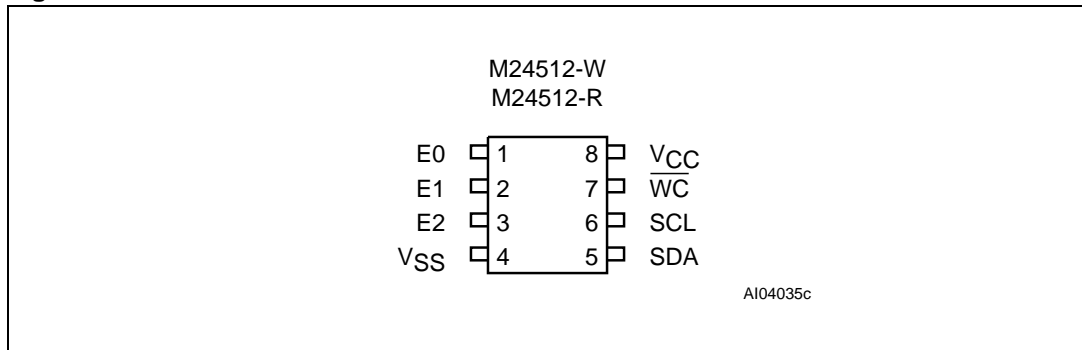 M24512-W
M24512-R
E0 1 8 VCC
E1 2 7 WC
E2 3 6 SCL
VSS 4 5 SDA
AI04035c